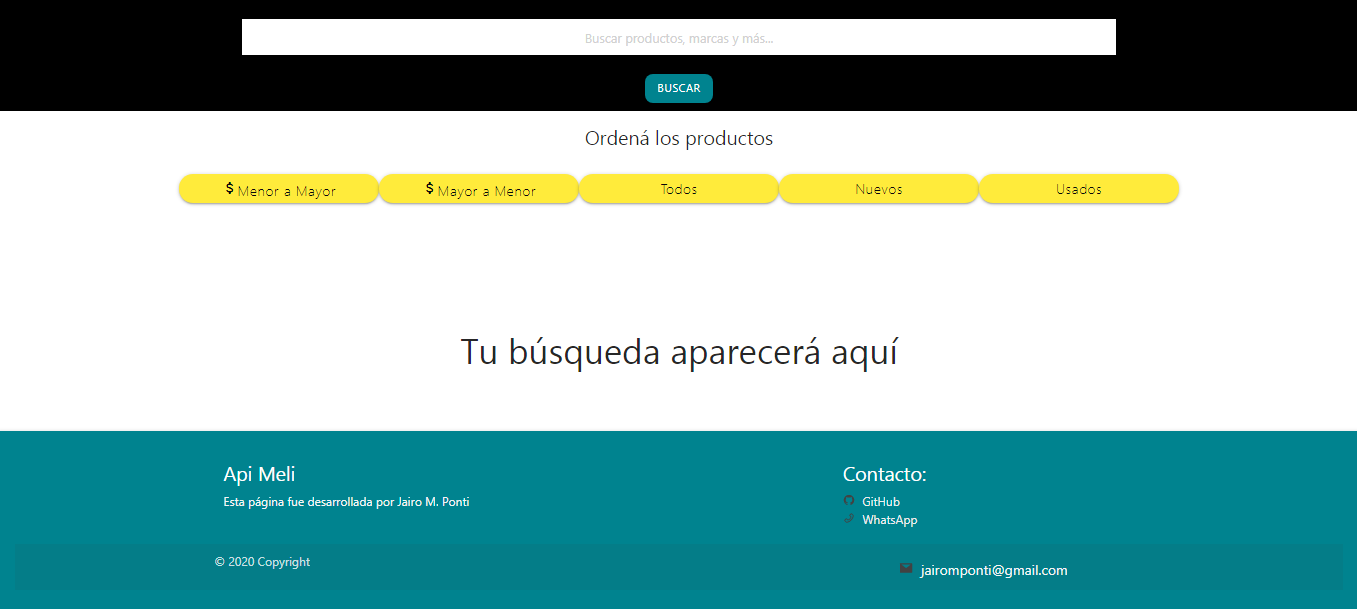 Buscar productos, marcas y más...
BUSCAR
Ordená los productos
$ Menor a Mayor
$ Mayor a Menor
Todos
Nuevos
Usados
Tu búsqueda aparecerá aquí
Api Meli
Esta página fue desarrollada por Jairo M. Ponti
Contacto:
GitHub
WhatsApp
© 2020 Copyright
jairomponti@gmail.com